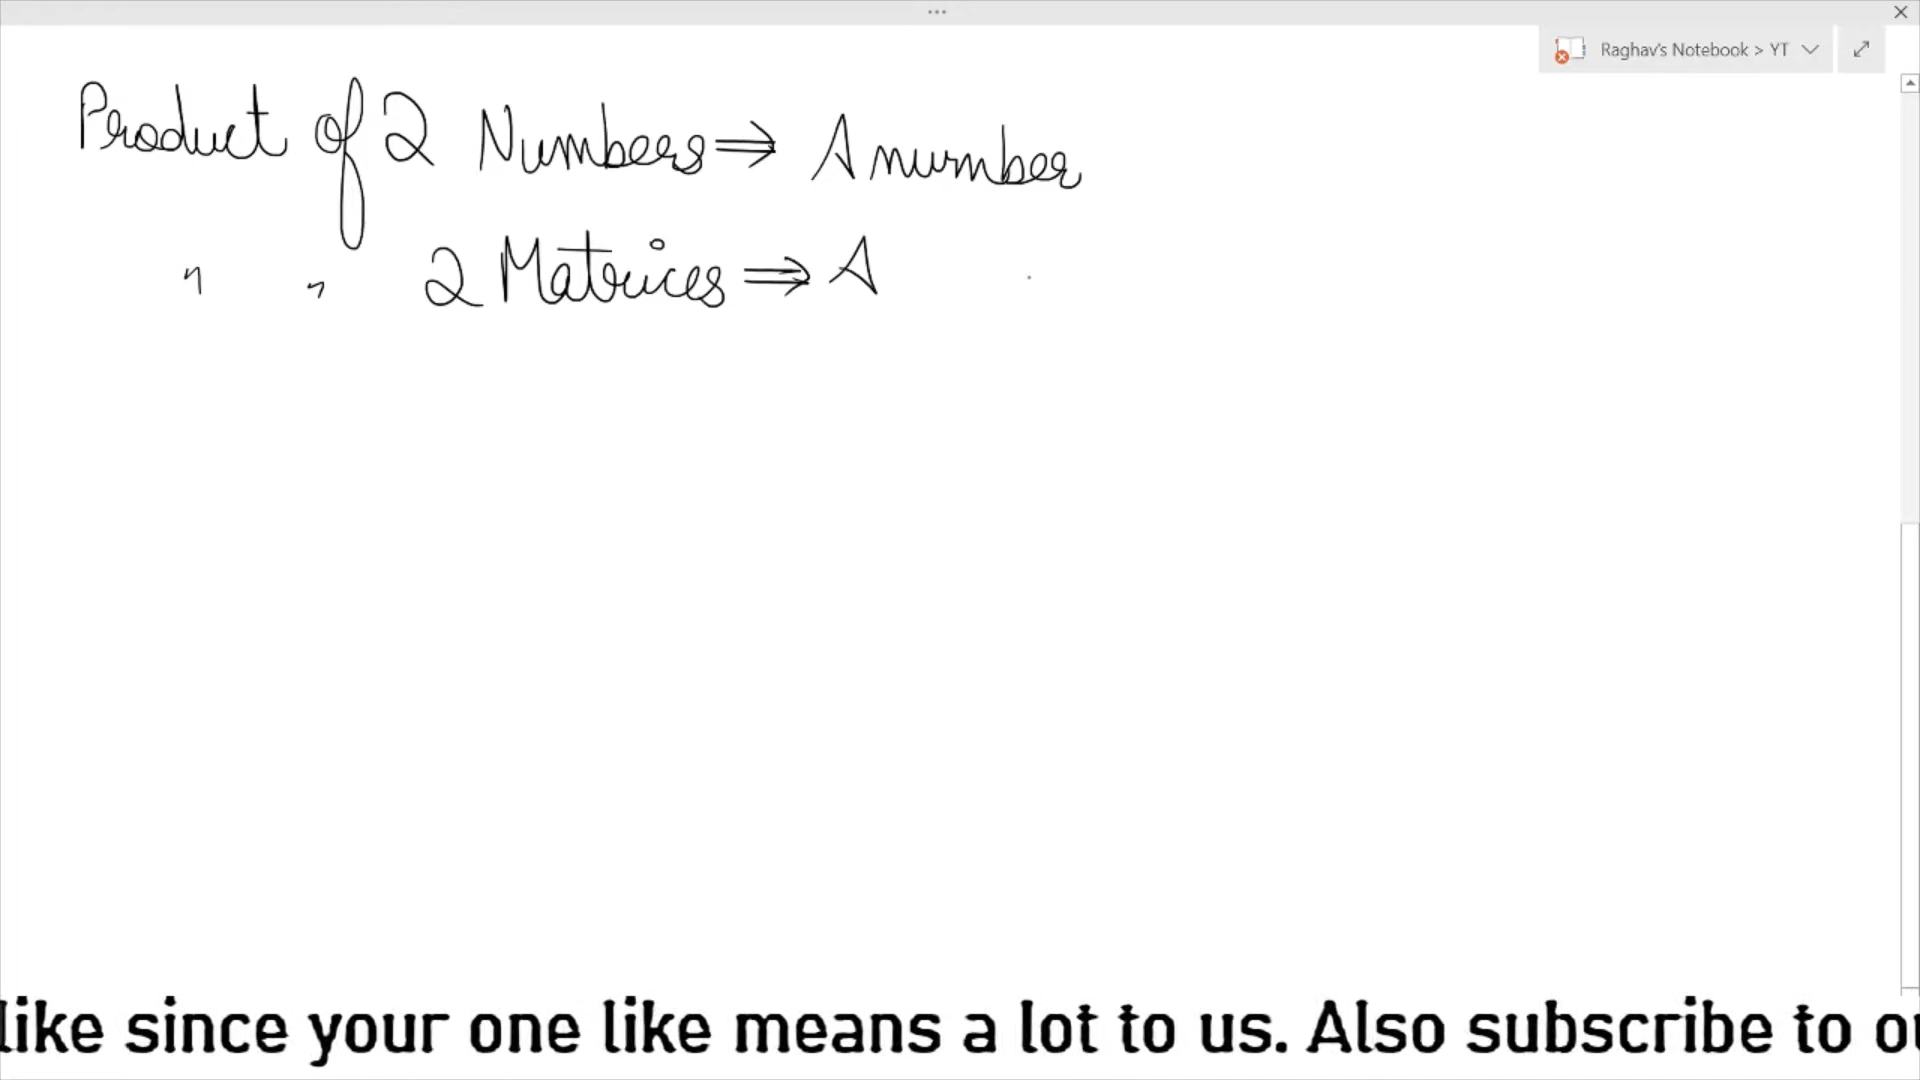 Raghav's Notebook > YT
Product of 2 Numbers ⇒ A number
" " 2 Matrices ⇒ A
like since your one like means a lot to us. Also subscribe to ou